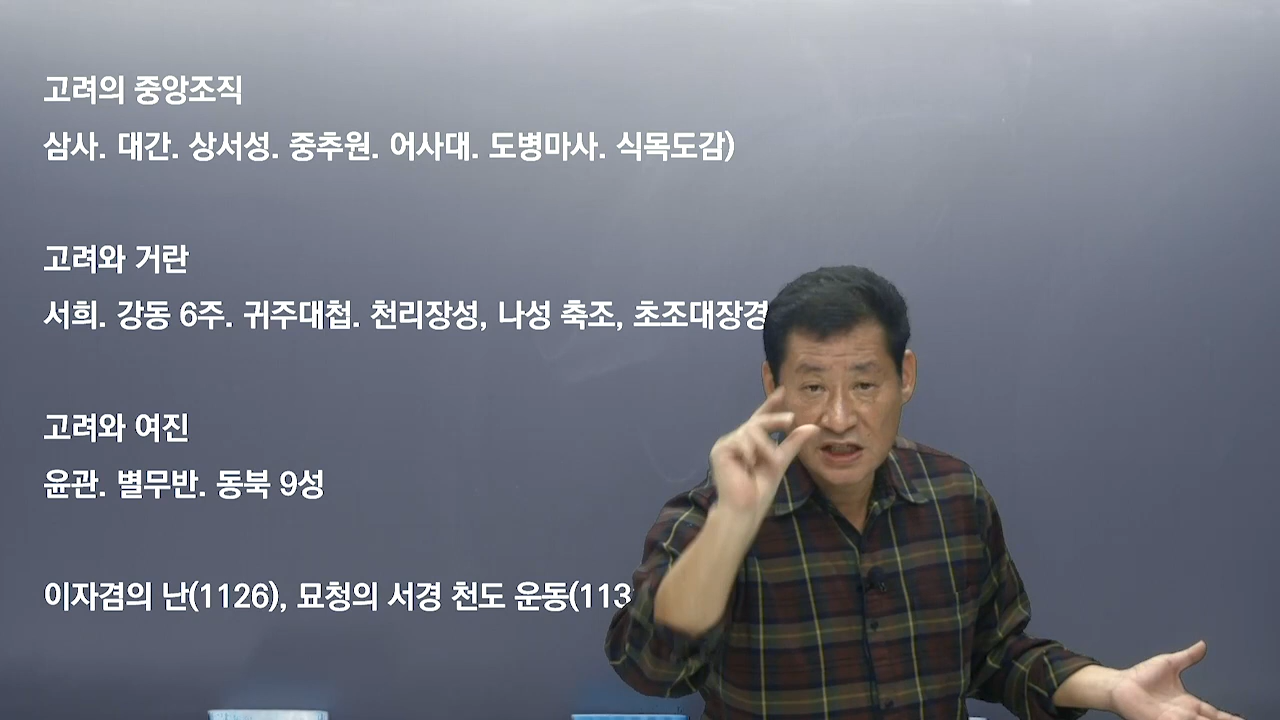 고려의 중앙조직
삼사. 대간. 상서성. 중추원. 어사대. 도병마사. 식목도감)
고려와 거란
서희. 강동 6주. 귀주대첩. 천리장성, 나성 축조, 초조대장경
고려와 여진
윤관. 별무반. 동북 9성
이자겸의 난(1126), 묘청의 서경 천도 운동(113